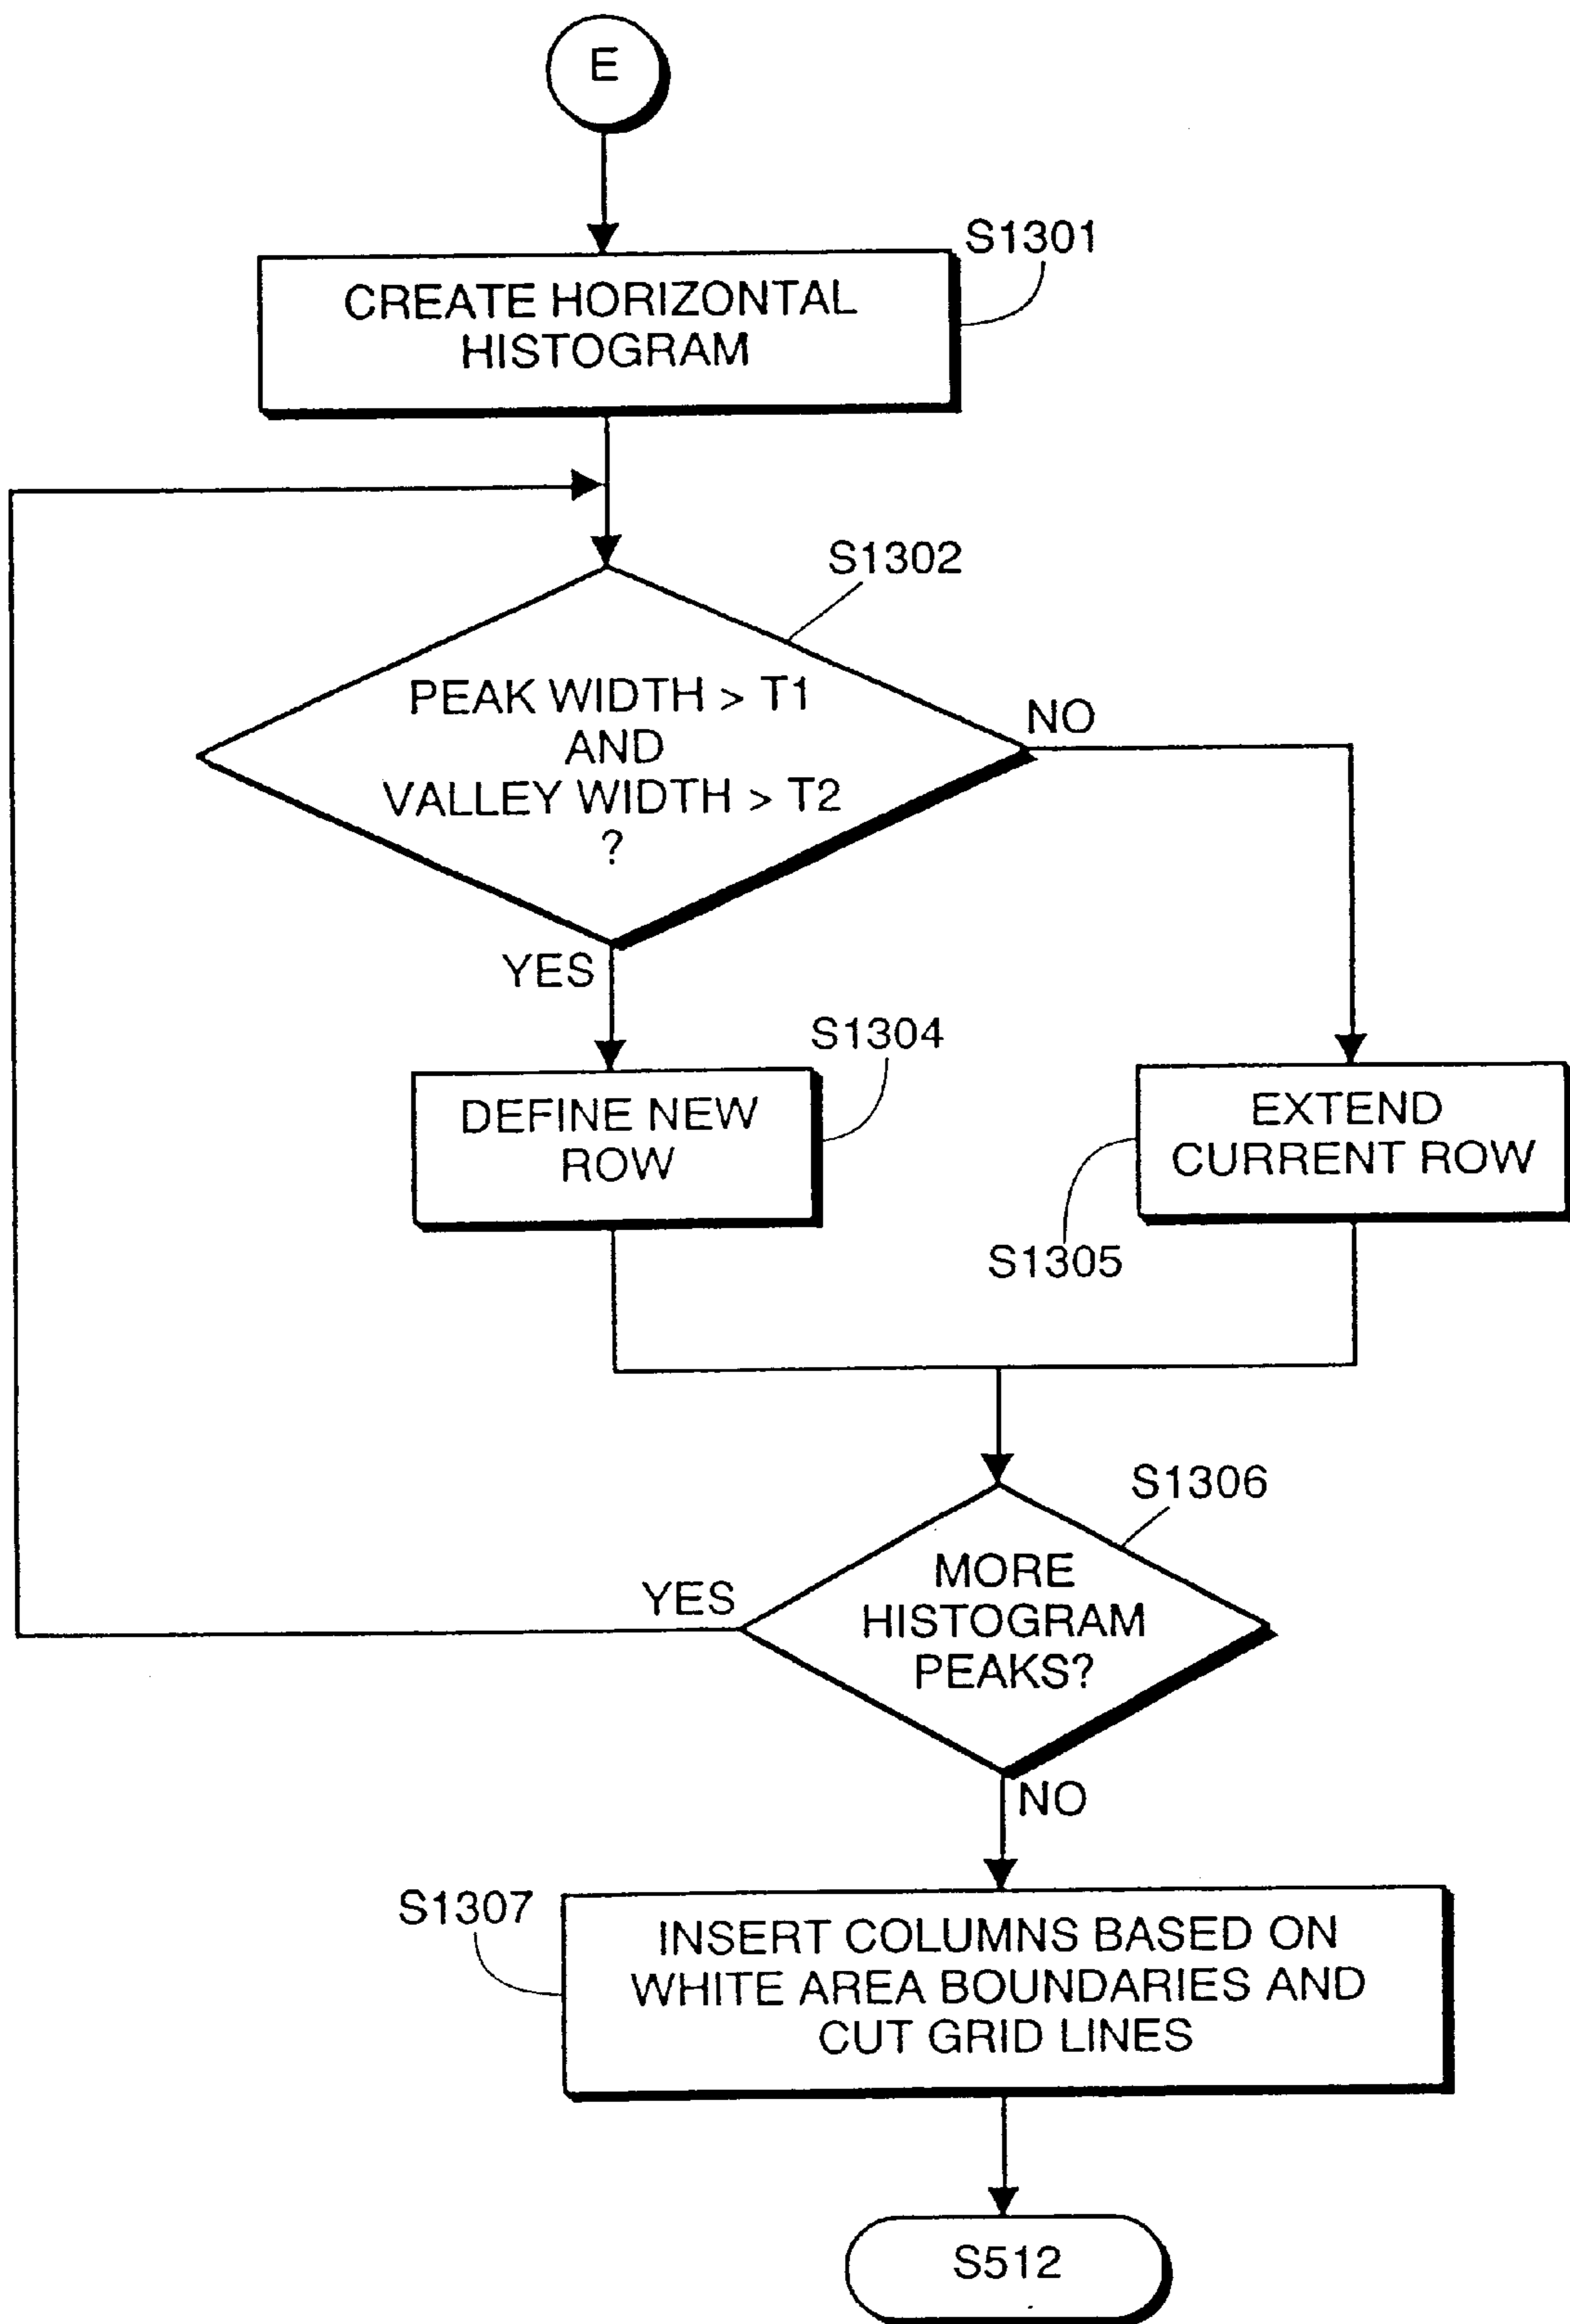 E
S1301
CREATE HORIZONTAL
HISTOGRAM
S1302
PEAK WIDTH > T1
AND
VALLEY WIDTH > T2
?
NO
YES
S1304
DEFINE NEW
ROW
EXTEND
CURRENT ROW
S1305
S1306
MORE
HISTOGRAM
PEAKS?
YES
NO
S1307
INSERT COLUMNS BASED ON
WHITE AREA BOUNDARIES AND
CUT GRID LINES
S512